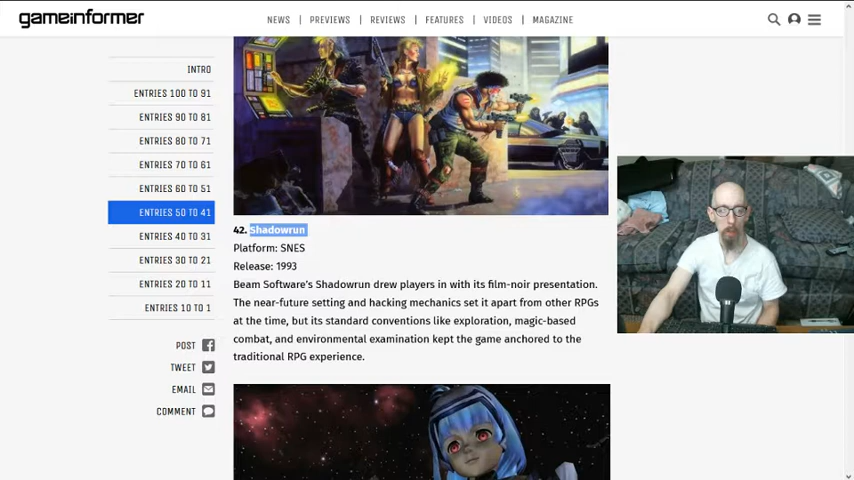 gameinformer
NEWS | PREVIEWS | REVIEWS | FEATURES | VIDEOS | MAGAZINE
INTRO
ENTRIES 100 TO 91
ENTRIES 90 TO 81
ENTRIES 80 TO 71
ENTRIES 70 TO 61
ENTRIES 60 TO 51
ENTRIES 50 TO 41
ENTRIES 40 TO 31
ENTRIES 30 TO 21
ENTRIES 20 TO 11
ENTRIES 10 TO 1
POST
TWEET
EMAIL
COMMENT
42. Shadowrun
Platform: SNES
Release: 1993
Beam Software's Shadowrun drew players in with its film-noir presentation.
The near-future setting and hacking mechanics set it apart from other RPGs
at the time, but its standard conventions like exploration, magic-based
combat, and environmental examination kept the game anchored to the
traditional RPG experience.